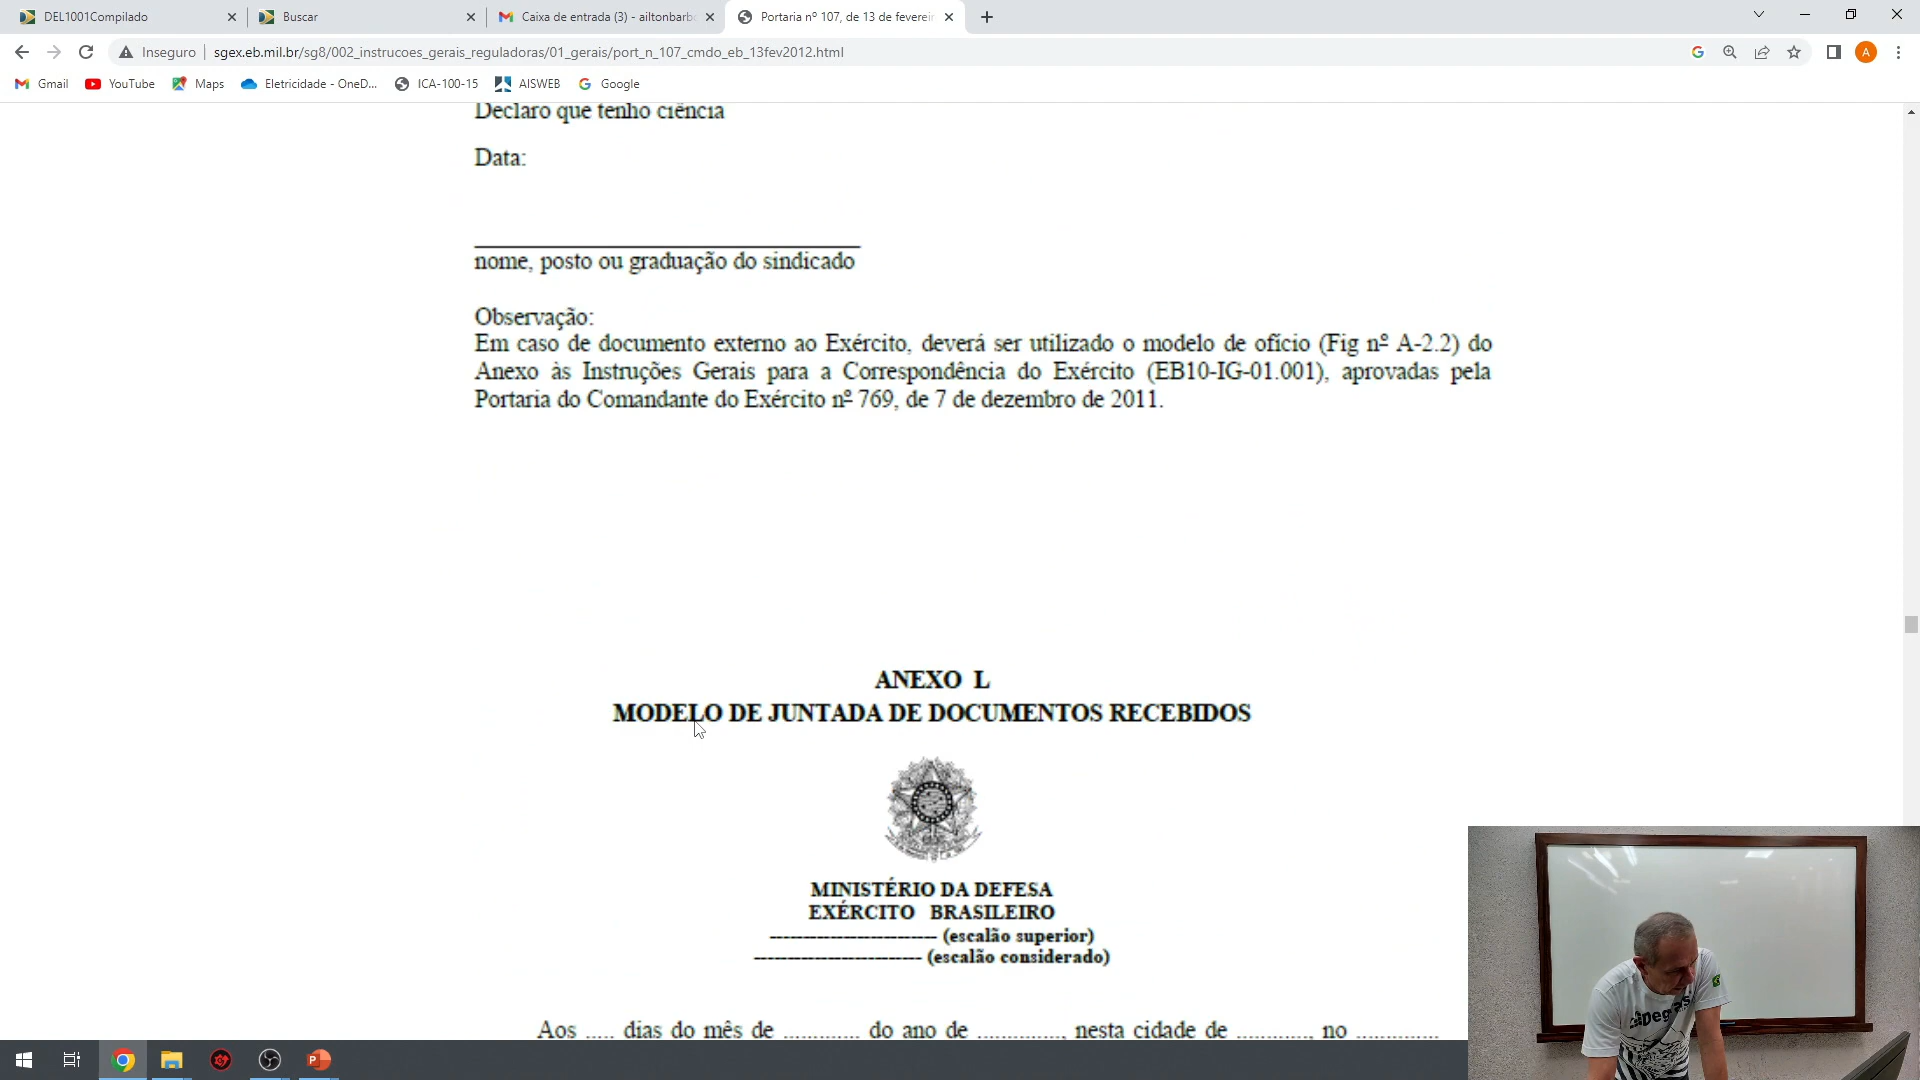 DEL1001Compilado
Buscar
Caixa de entrada (3) - ailtonbarb
Portaria nº 107, de 13 de fevereir
Inseguro
sgex.eb.mil.br/sg8/002_instrucoes_gerais_reguladoras/01_gerais/port_n_107_cmdo_eb_13fev2012.html
A
Gmail
YouTube
Maps
Eletricidade - OneD...
ICA-100-15
AISWEB
Google
Declaro que tenho ciência
Data:
nome, posto ou graduação do sindicado
Observação:
Em caso de documento externo ao Exército, deverá ser utilizado o modelo de ofício (Fig nº A-2.2) do
Anexo às Instruções Gerais para a Correspondência do Exército (EB10-IG-01.001), aprovadas pela
Portaria do Comandante do Exército nº 769, de 7 de dezembro de 2011.
ANEXO L
MODELO DE JUNTADA DE DOCUMENTOS RECEBIDOS
MINISTÉRIO DA DEFESA
EXÉRCITO BRASILEIRO
-------------------------- (escalão superior)
-------------------------- (escalão considerado)
Aos ..... dias do mês de ............. do ano de .............., nesta cidade de ............, no ..............